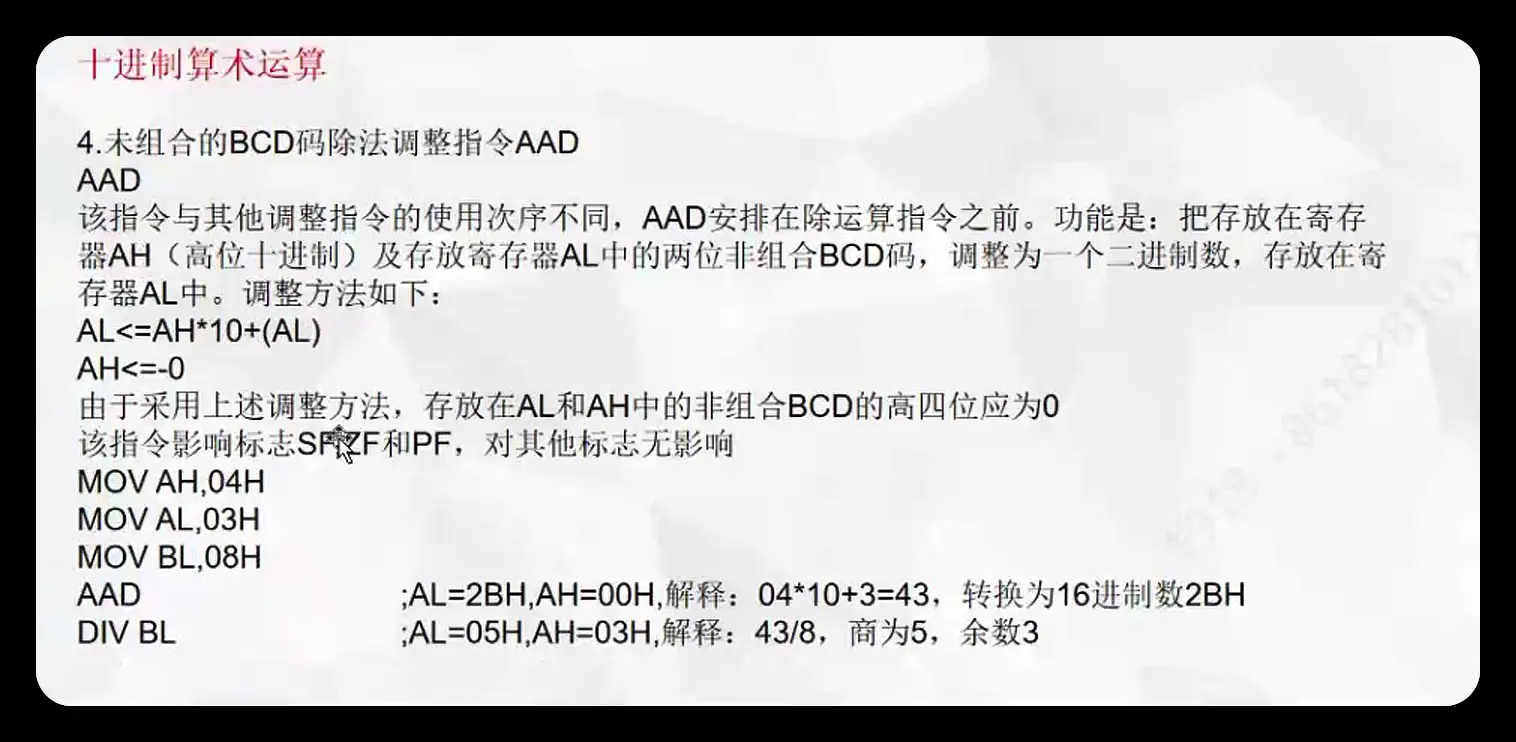 十进制算术运算
4.未组合的BCD码除法调整指令AAD
AAD
该指令与其他调整指令的使用次序不同，AAD安排在除运算指令之前。功能是：把存放在寄存
器AH（高位十进制）及存放寄存器AL中的两位非组合BCD码，调整为一个二进制数，存放在寄
存器AL中。调整方法如下：
AL<=AH*10+(AL)
AH<=-0
由于采用上述调整方法，存放在AL和AH中的非组合BCD的高四位应为0
该指令影响标志SF,ZF和PF，对其他标志无影响
MOV AH,04H
MOV AL,03H
MOV BL,08H
AAD ;AL=2BH,AH=00H,解释：04*10+3=43，转换为16进制数2BH
DIV BL ;AL=05H,AH=03H,解释：43/8，商为5，余数3